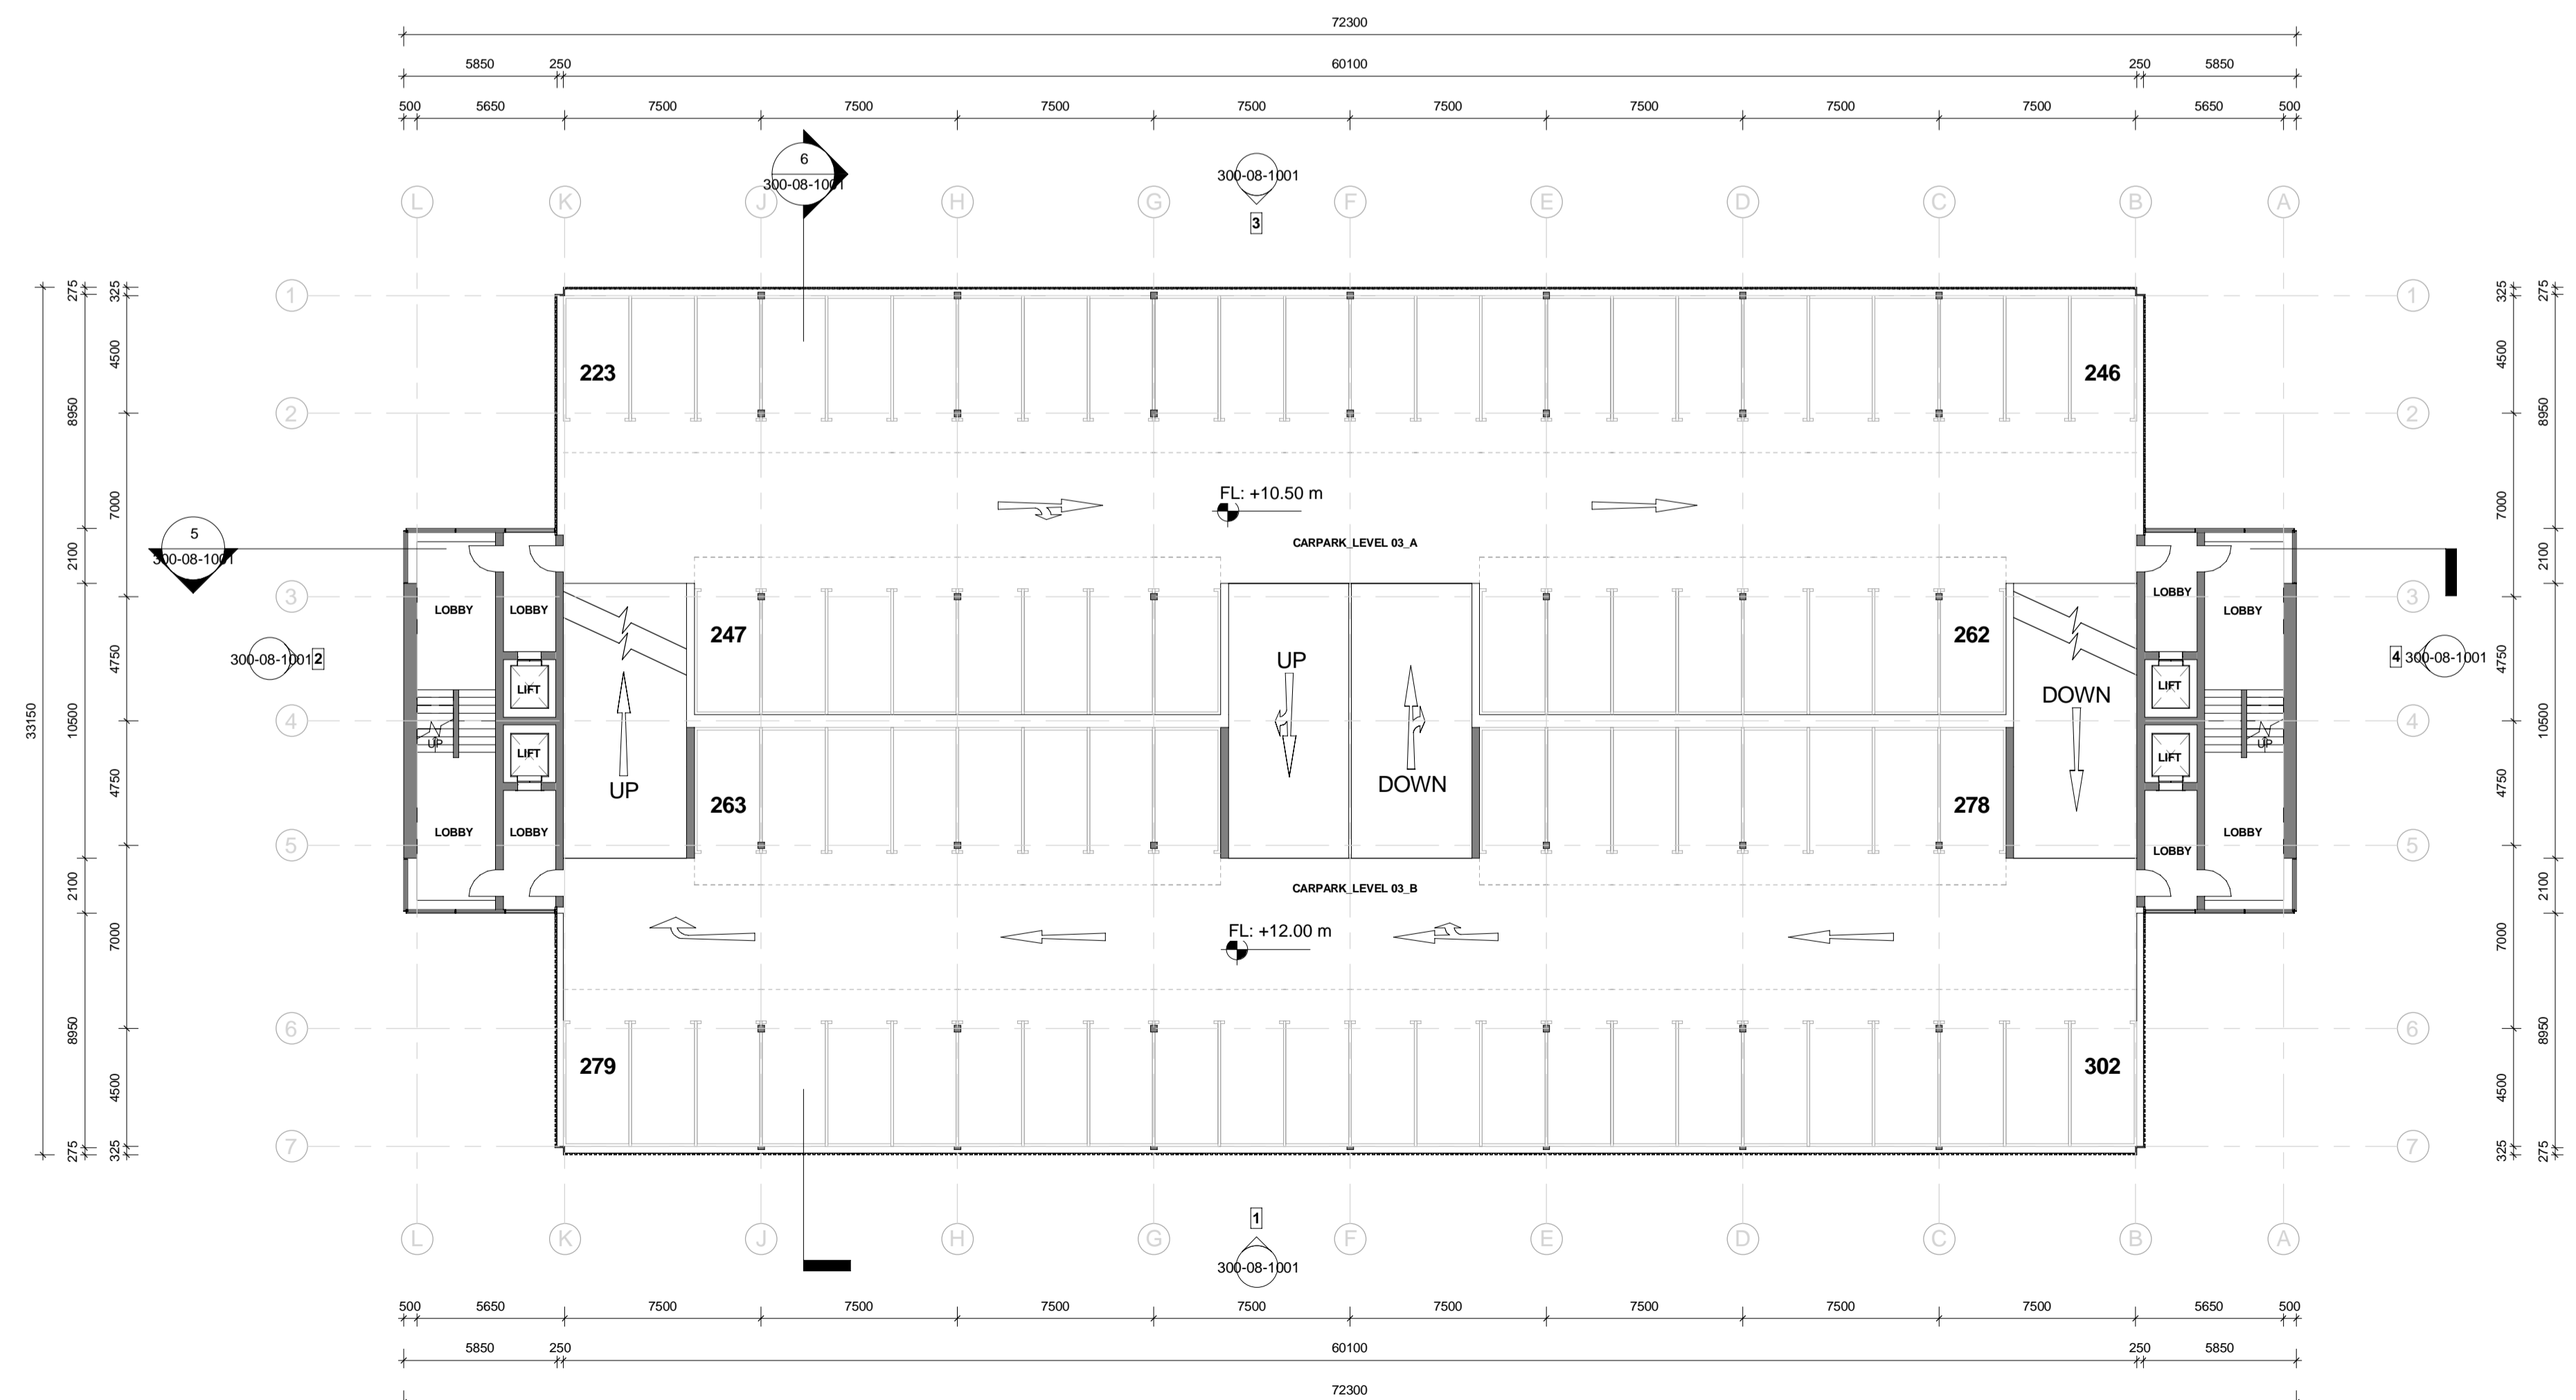 72300
5850 250 60100 250 5850
500 5650 7500 7500 7500 7500 7500 7500 7500 7500 5650 500
6
300-08-1001
300-08-1001
3
L K J H G F E D C B A
275 325 1 1 325 275
4500 4500
223 246
8950 2 2 8950
7000 FL: +10.50 m 7000
5
300-08-1001
CARPARK_LEVEL 03_A
2100 2100
3 LOBBY LOBBY LOBBY LOBBY 3
247 262
300-08-1001 2 4750 UP 4750 4 300-08-1001
LIFT DOWN LIFT
33150 10500 4 4 10500
UP LIFT LIFT UP
4750 UP DOWN 4750
263 278
LOBBY LOBBY LOBBY LOBBY
5 5
2100 CARPARK_LEVEL 03_B 2100
7000 FL: +12.00 m 7000
8950 6 6 8950
279 302
4500 4500
275 325 7 7 325 275
1
L K J H G F E D C B A
300-08-1001
500 5650 7500 7500 7500 7500 7500 7500 7500 7500 5650 500
5850 250 60100 250 5850
72300